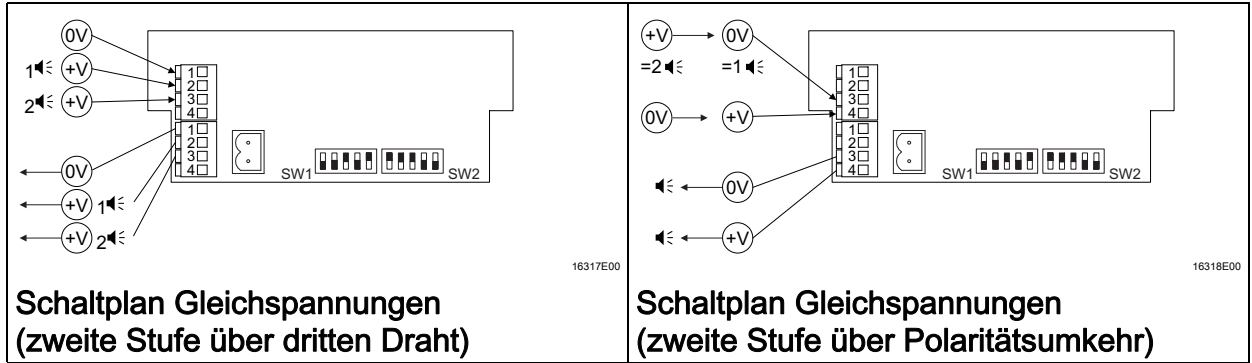 0V
1 +V
2 +V
1
2
3
4
1
2
3
4
0V
+V 1
+V 2
SW1 SW2
16317E00
Schaltplan Gleichspannungen
(zweite Stufe über dritten Draht)
+V 0V
=2 =1
0V +V
1
2
3
4
1
2
3
4
0V
+V
SW1 SW2
16318E00
Schaltplan Gleichspannungen
(zweite Stufe über Polaritätsumkehr)